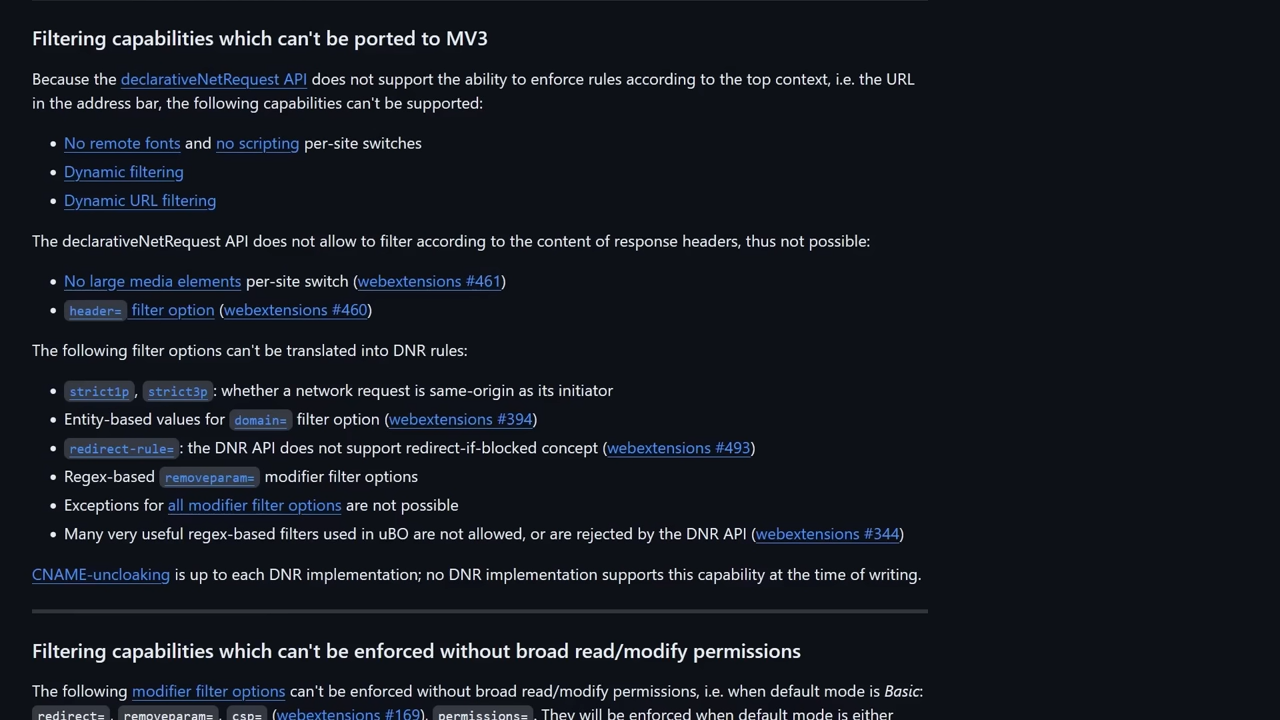 Filtering capabilities which can't be ported to MV3
Because the declarativeNetRequest API does not support the ability to enforce rules according to the top context, i.e. the URL
in the address bar, the following capabilities can't be supported:
• No remote fonts and no scripting per-site switches
• Dynamic filtering
• Dynamic URL filtering
The declarativeNetRequest API does not allow to filter according to the content of response headers, thus not possible:
• No large media elements per-site switch (webextensions #461)
• header= filter option (webextensions #460)
The following filter options can't be translated into DNR rules:
• strict1p, strict3p: whether a network request is same-origin as its initiator
• Entity-based values for domain= filter option (webextensions #394)
• redirect-rule=: the DNR API does not support redirect-if-blocked concept (webextensions #493)
• Regex-based removeparam= modifier filter options
• Exceptions for all modifier filter options are not possible
• Many very useful regex-based filters used in uBO are not allowed, or are rejected by the DNR API (webextensions #344)
CNAME-uncloaking is up to each DNR implementation; no DNR implementation supports this capability at the time of writing.
Filtering capabilities which can't be enforced without broad read/modify permissions
The following modifier filter options can't be enforced without broad read/modify permissions, i.e. when default mode is Basic:
redirect=, removeparam=, csp= (webextensions #169), permissions=. They will be enforced when default mode is either